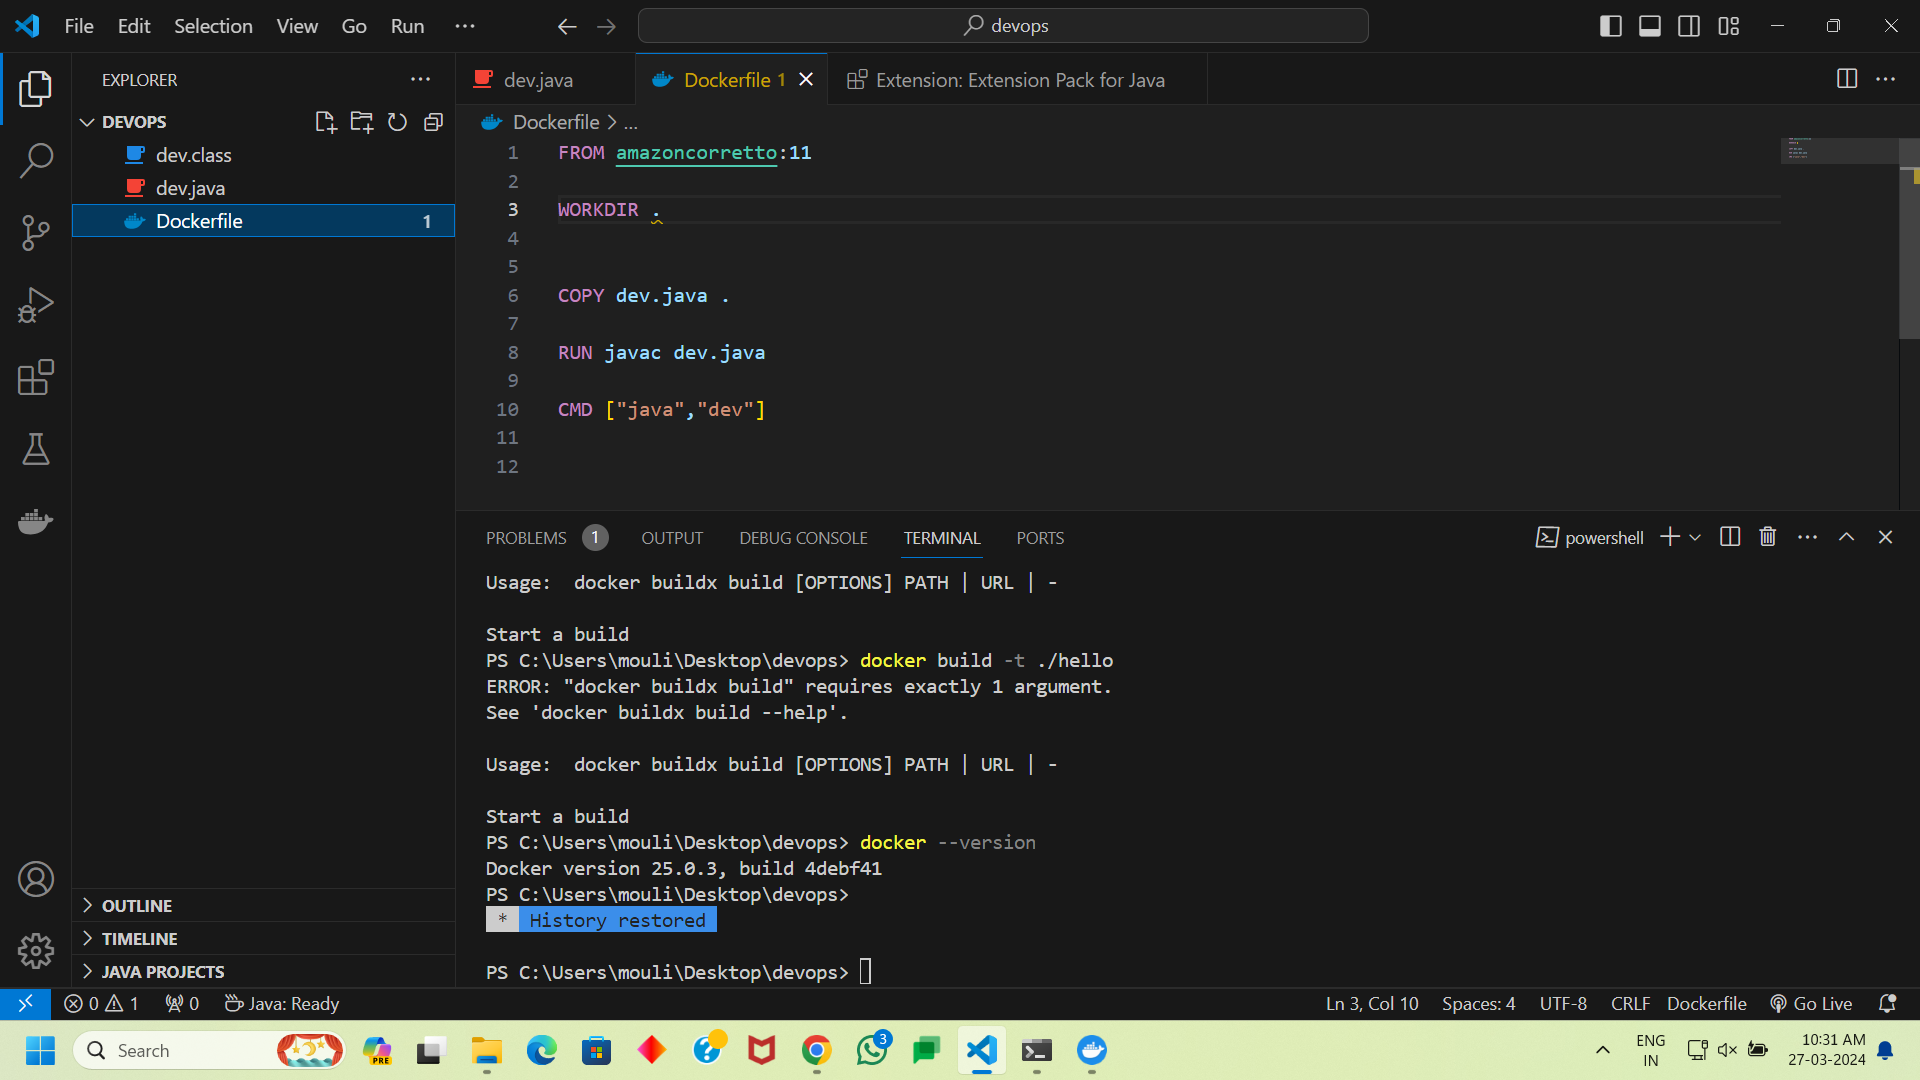 File Edit Selection View Go Run ...
devops
EXPLORER
DEVOPS
dev.class
dev.java
Dockerfile 1
OUTLINE
TIMELINE
JAVA PROJECTS
dev.java Dockerfile 1 Extension: Extension Pack for Java
Dockerfile > ...
1 FROM amazoncorretto:11
2
3 WORKDIR .
4
5
6 COPY dev.java .
7
8 RUN javac dev.java
9
10 CMD ["java","dev"]
11
12
PROBLEMS 1 OUTPUT DEBUG CONSOLE TERMINAL PORTS
powershell
Usage:  docker buildx build [OPTIONS] PATH | URL | -
Start a build
PS C:\Users\mouli\Desktop\devops> docker build -t ./hello
ERROR: "docker buildx build" requires exactly 1 argument.
See 'docker buildx build --help'.
Usage:  docker buildx build [OPTIONS] PATH | URL | -
Start a build
PS C:\Users\mouli\Desktop\devops> docker --version
Docker version 25.0.3, build 4debf41
PS C:\Users\mouli\Desktop\devops>
* History restored
PS C:\Users\mouli\Desktop\devops>
0 1 0 Java: Ready
Ln 3, Col 10 Spaces: 4 UTF-8 CRLF Dockerfile Go Live
Search
PRE
3
ENG
IN
10:31 AM
27-03-2024